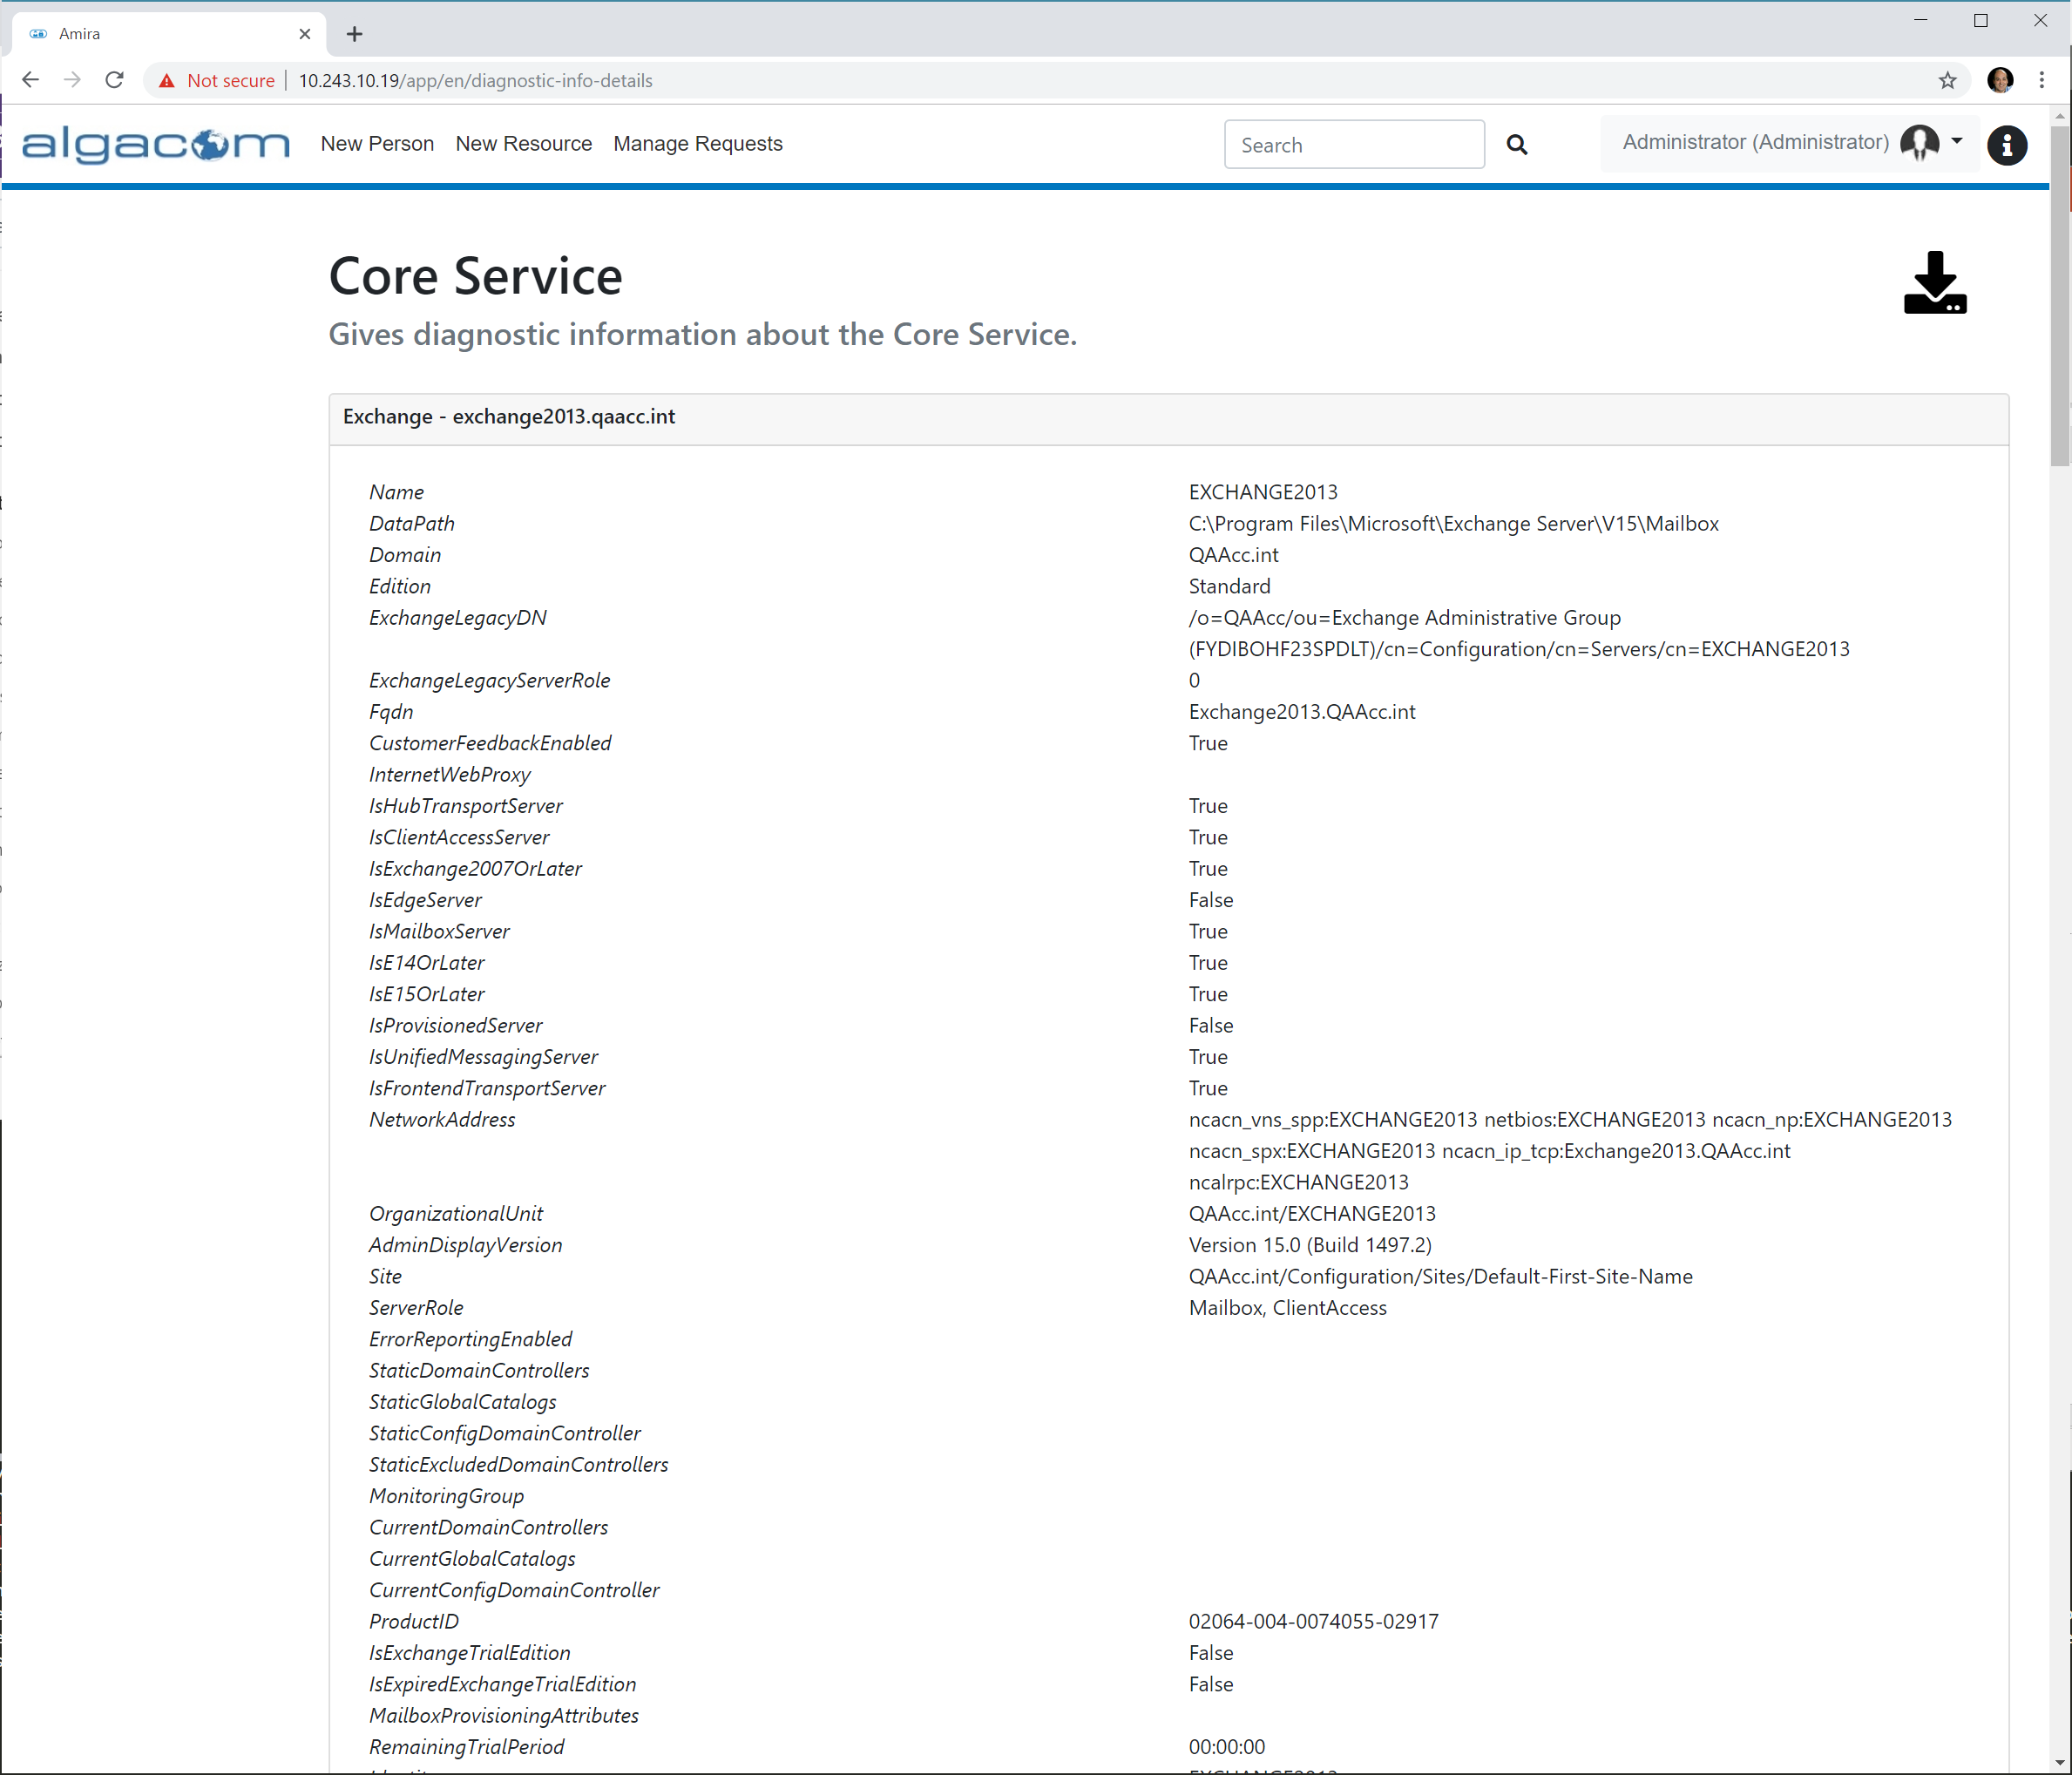 Amira
Not secure 10.243.10.19/app/en/diagnostic-info-details
algacom New Person New Resource Manage Requests Search Administrator (Administrator)
Core Service
Gives diagnostic information about the Core Service.
Exchange - exchange2013.qaacc.int
Name EXCHANGE2013
DataPath C:\Program Files\Microsoft\Exchange Server\V15\Mailbox
Domain QAAcc.int
Edition Standard
ExchangeLegacyDN /o=QAAcc/ou=Exchange Administrative Group
(FYDIBOHF23SPDLT)/cn=Configuration/cn=Servers/cn=EXCHANGE2013
ExchangeLegacyServerRole 0
Fqdn Exchange2013.QAAcc.int
CustomerFeedbackEnabled True
InternetWebProxy
IsHubTransportServer True
IsClientAccessServer True
IsExchange2007OrLater True
IsEdgeServer False
IsMailboxServer True
IsE14OrLater True
IsE15OrLater True
IsProvisionedServer False
IsUnifiedMessagingServer True
IsFrontendTransportServer True
NetworkAddress ncacn_vns_spp:EXCHANGE2013 netbios:EXCHANGE2013 ncacn_np:EXCHANGE2013
ncacn_spx:EXCHANGE2013 ncacn_ip_tcp:Exchange2013.QAAcc.int
ncalrpc:EXCHANGE2013
OrganizationalUnit QAAcc.int/EXCHANGE2013
AdminDisplayVersion Version 15.0 (Build 1497.2)
Site QAAcc.int/Configuration/Sites/Default-First-Site-Name
ServerRole Mailbox, ClientAccess
ErrorReportingEnabled
StaticDomainControllers
StaticGlobalCatalogs
StaticConfigDomainController
StaticExcludedDomainControllers
MonitoringGroup
CurrentDomainControllers
CurrentGlobalCatalogs
CurrentConfigDomainController
ProductID 02064-004-0074055-02917
IsExchangeTrialEdition False
IsExpiredExchangeTrialEdition False
MailboxProvisioningAttributes
RemainingTrialPeriod 00:00:00